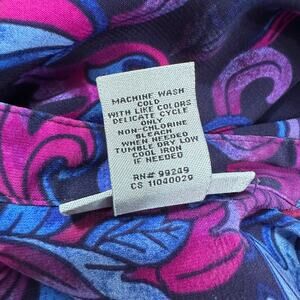 MACHINE WASH
COLD
WITH LIKE COLORS
DELICATE CYCLE
ONLY
NON-CHLORINE
BLEACH
WHEN NEEDED
TUMBLE DRY LOW
COOL IRON
IF NEEDED
RN# 99249
CS 11040029